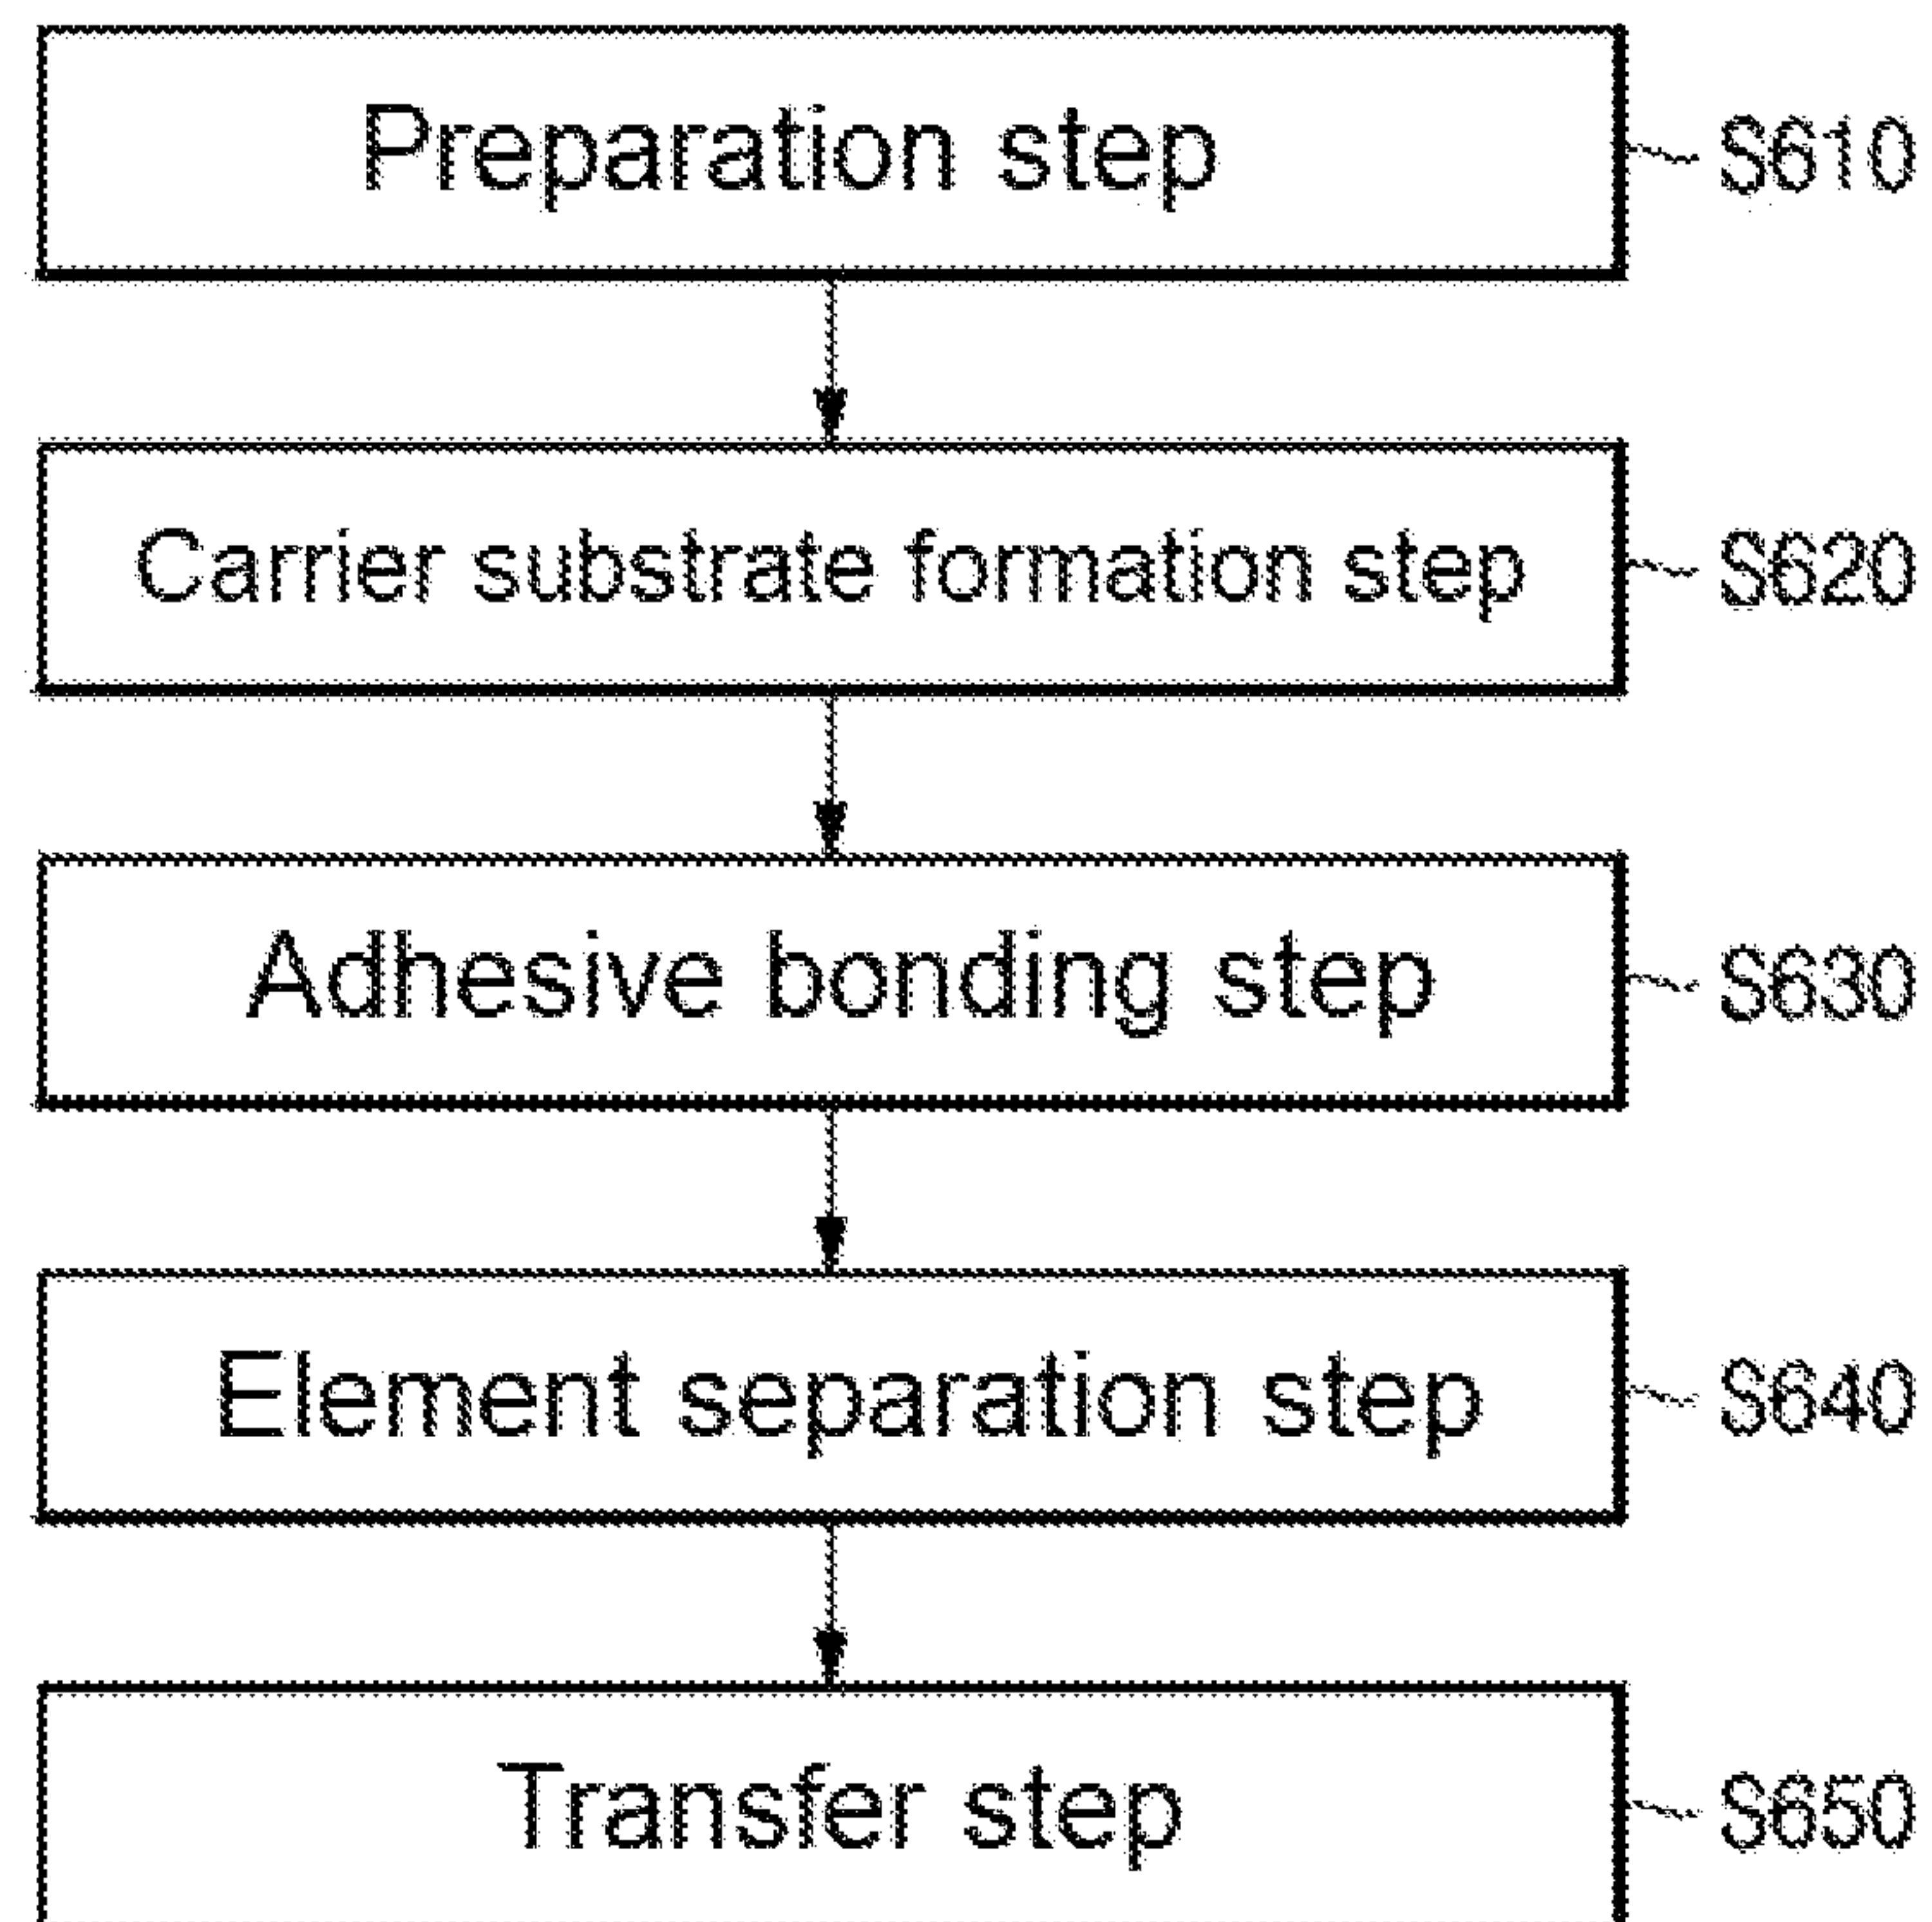 Preparation step S610
Carrier substrate formation step S620
Adhesive bonding step S630
Element separation step S640
Transfer step S650